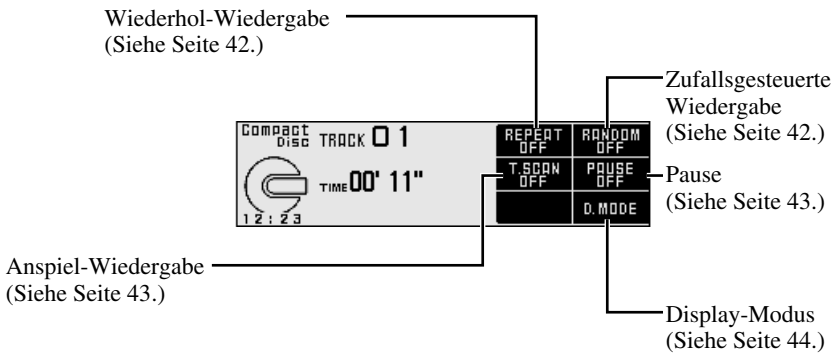 Wiederhol-Wiedergabe
(Siehe Seite 42.)
Zufallsgesteuerte
Wiedergabe
(Siehe Seite 42.)
Compact
Disc
TRACK 01
TIME 00' 11"
12:23
REPEAT
OFF
RANDOM
OFF
T.SCAN
OFF
PAUSE
OFF
D.MODE
Pause
(Siehe Seite 43.)
Anspiel-Wiedergabe
(Siehe Seite 43.)
Display-Modus
(Siehe Seite 44.)